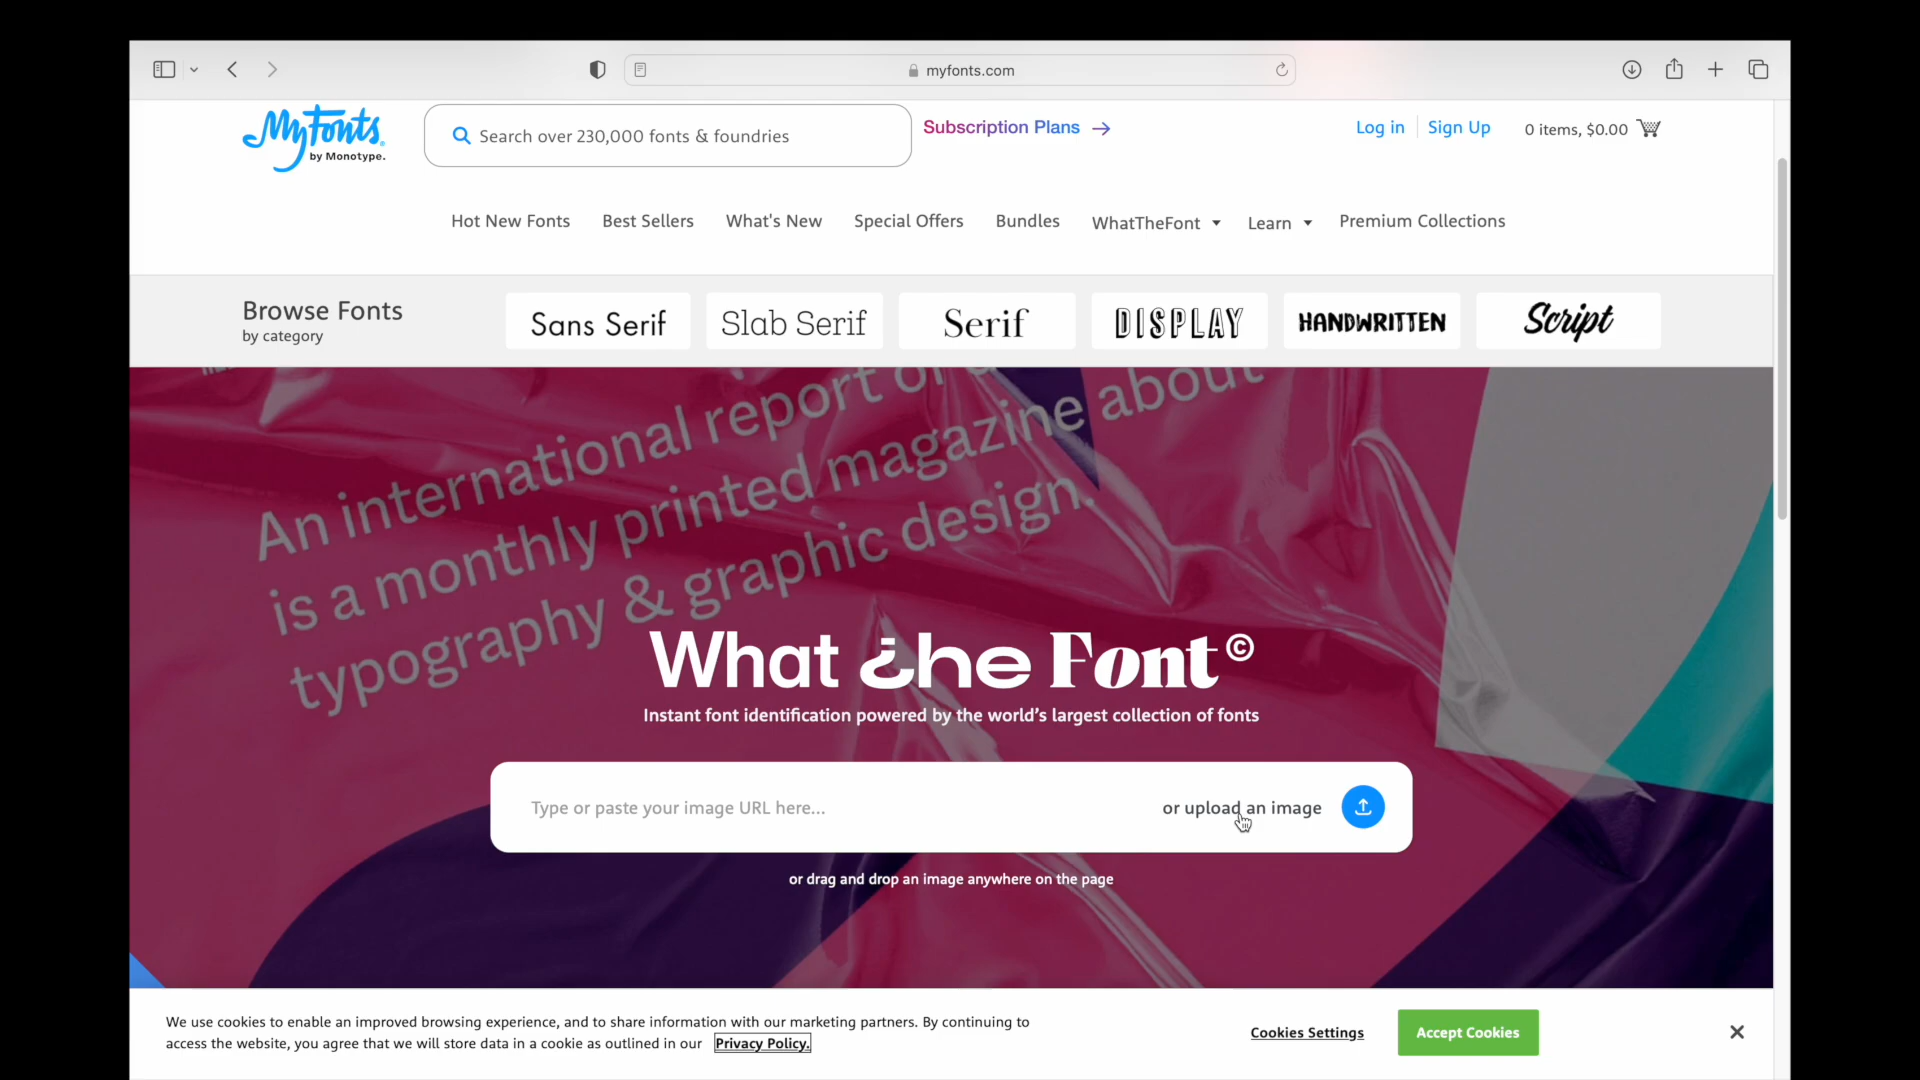 myfonts.com
MyFonts
by Monotype.
Search over 230,000 fonts & foundries
Subscription Plans
Log in
Sign Up
0 items, $0.00
Hot New Fonts
Best Sellers
What's New
Special Offers
Bundles
WhatTheFont
Learn
Premium Collections
Browse Fonts
by category
Sans Serif
Slab Serif
Serif
DISPLAY
HANDWRITTEN
Script
An international report of
is a monthly printed magazine about
typography & graphic design.
What the Font©
Instant font identification powered by the world’s largest collection of fonts
Type or paste your image URL here...
or upload an image
or drag and drop an image anywhere on the page
We use cookies to enable an improved browsing experience, and to share information with our marketing partners. By continuing to
access the website, you agree that we will store data in a cookie as outlined in our Privacy Policy.
Cookies Settings
Accept Cookies